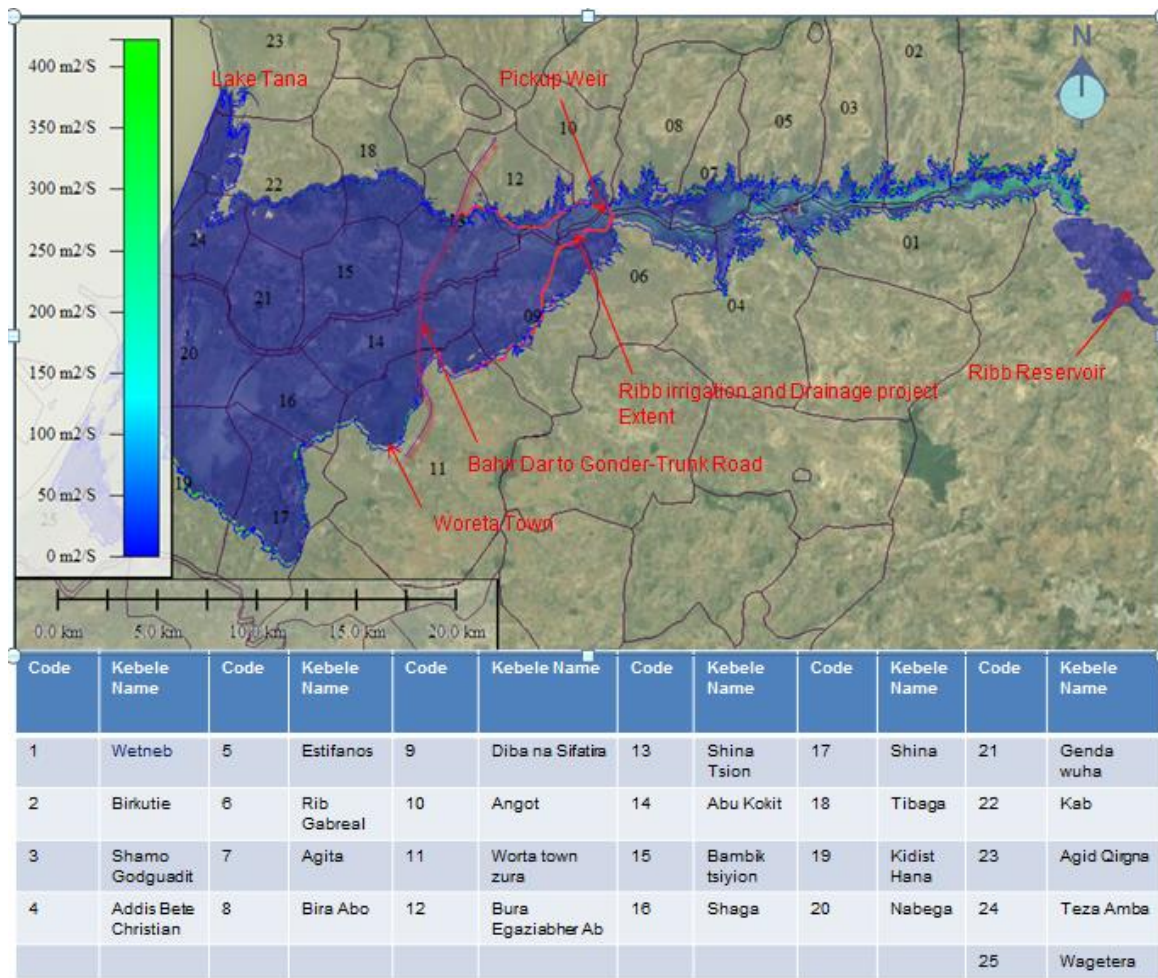 400 m2/S
350 m2/S
300 m2/S
250 m2/S
200 m2/S
150 m2/S
100 m2/S
50 m2/S
0 m2/S
23
Lake Tana
Pickup Weir
02
N
03
05
08
10
18
12
07
22
24
01
15
06
04
21
09
14
20
Ribb irrigation and Drainage project
Extent
Ribb Reservoir
16
Bahir Dar to Gonder-Trunk Road
11
19
17
Woreta Town
25
0.0 km 5.0 km 10.0 km 15.0 km 20.0 km
Code Kebele Name Code Kebele Name Code Kebele Name Code Kebele Name Code Kebele Name Code Kebele Name
1 Wetneb 5 Estifanos 9 Diba na Sifatira 13 Shina Tsion 17 Shina 21 Genda wuha
2 Birkutie 6 Rib Gabreal 10 Angot 14 Abu Kokit 18 Tibaga 22 Kab
3 Shamo Godguadit 7 Agita 11 Worta town zura 15 Bambik tsiyion 19 Kidist Hana 23 Agid Qirgna
4 Addis Bete Christian 8 Bira Abo 12 Bura Egaziabher Ab 16 Shaga 20 Nabega 24 Teza Amba
25 Wagetera